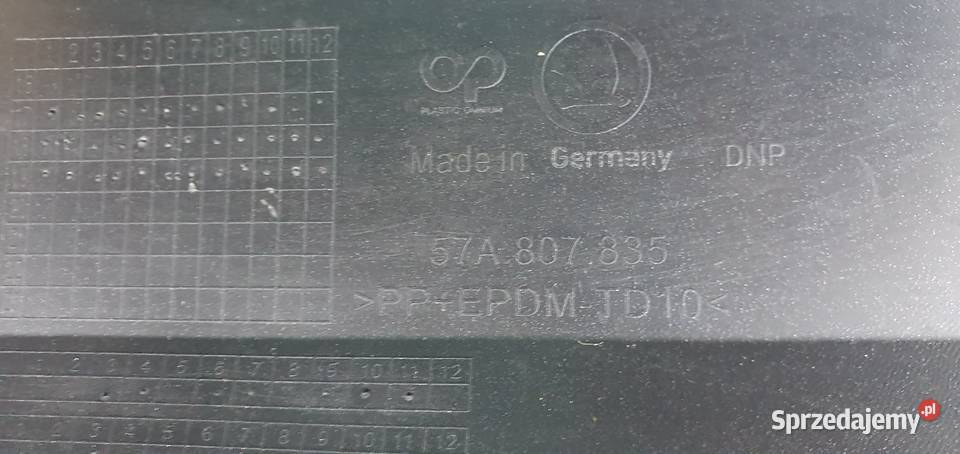 1 2 3 4 5 6 7 8 9 10 11 12
PLASTIC OMNIUM
Made in Germany DNP
57A.807.835
>PP+EPDM-TD10<
1 2 3 4 5 6 7 8 9 10 11 12
1 2 3 4 5 6 7 8 9 10 11 12
Sprzedajemy.pl